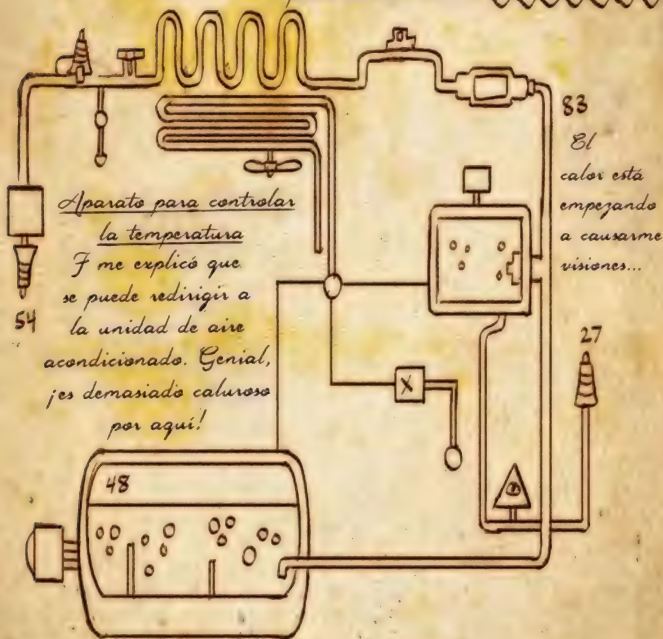 83
El
calor está
empezando
a causarme
visiones...
Aparato para controlar
la temperatura
F me explicó que
se puede redirigir a
la unidad de aire
acondicionado. Genial,
¡es demasiado caluroso
por aquí!
54
27
X
48